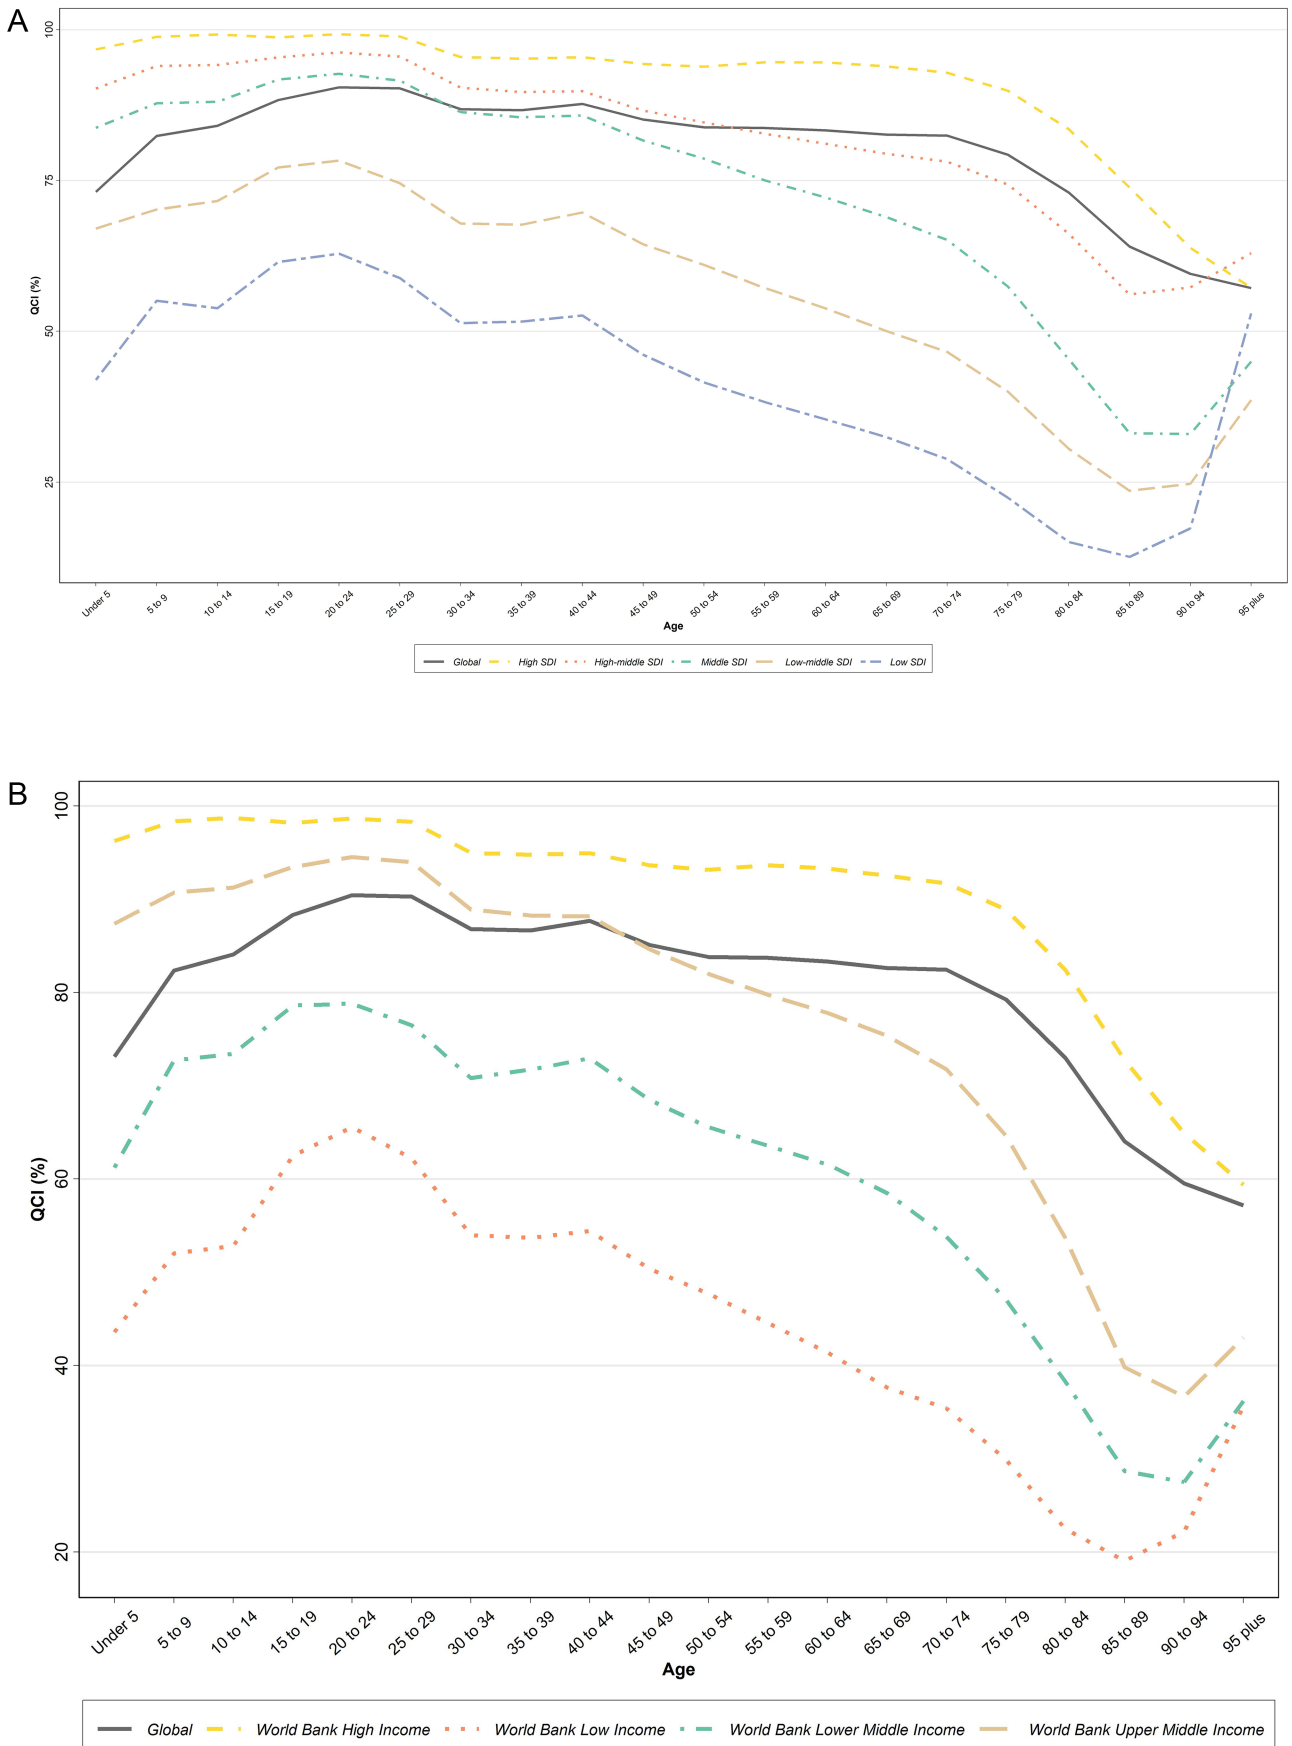 A
100
75
50
25
QCI (%)
Under 5 5 to 9 10 to 14 15 to 19 20 to 24 25 to 29 30 to 34 35 to 39 40 to 44 45 to 49 50 to 54 55 to 59 60 to 64 65 to 69 70 to 74 75 to 79 80 to 84 85 to 89 90 to 94 95 plus
Age
Global High SDI High-middle SDI Middle SDI Low-middle SDI Low SDI
B
100
80
60
40
20
QCI (%)
Under 5 5 to 9 10 to 14 15 to 19 20 to 24 25 to 29 30 to 34 35 to 39 40 to 44 45 to 49 50 to 54 55 to 59 60 to 64 65 to 69 70 to 74 75 to 79 80 to 84 85 to 89 90 to 94 95 plus
Age
Global World Bank High Income World Bank Low Income World Bank Lower Middle Income World Bank Upper Middle Income